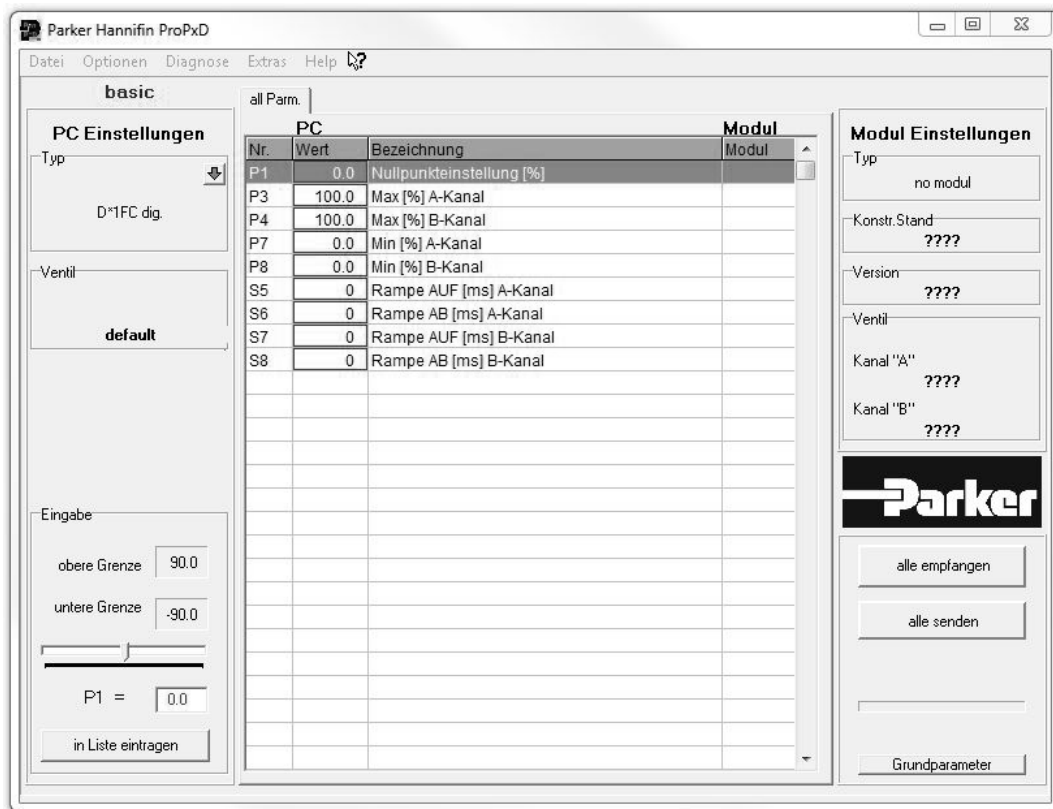 Parker Hannifin ProPxD
Datei Optionen Diagnose Extras Help
basic
PC Einstellungen
Typ
D*1FC dig.
Ventil
default
Eingabe
obere Grenze 90.0
untere Grenze -90.0
P1 = 0.0
in Liste eintragen
all Parm.
PC Modul
Nr. Wert Bezeichnung Modul
P1 0.0 Nullpunkteinstellung [%]
P3 100.0 Max [%] A-Kanal
P4 100.0 Max [%] B-Kanal
P7 0.0 Min [%] A-Kanal
P8 0.0 Min [%] B-Kanal
S5 0 Rampe AUF [ms] A-Kanal
S6 0 Rampe AB [ms] A-Kanal
S7 0 Rampe AUF [ms] B-Kanal
S8 0 Rampe AB [ms] B-Kanal
Modul Einstellungen
Typ
no modul
Konstr.Stand
????
Version
????
Ventil
Kanal "A"
????
Kanal "B"
????
Parker
alle empfangen
alle senden
Grundparameter